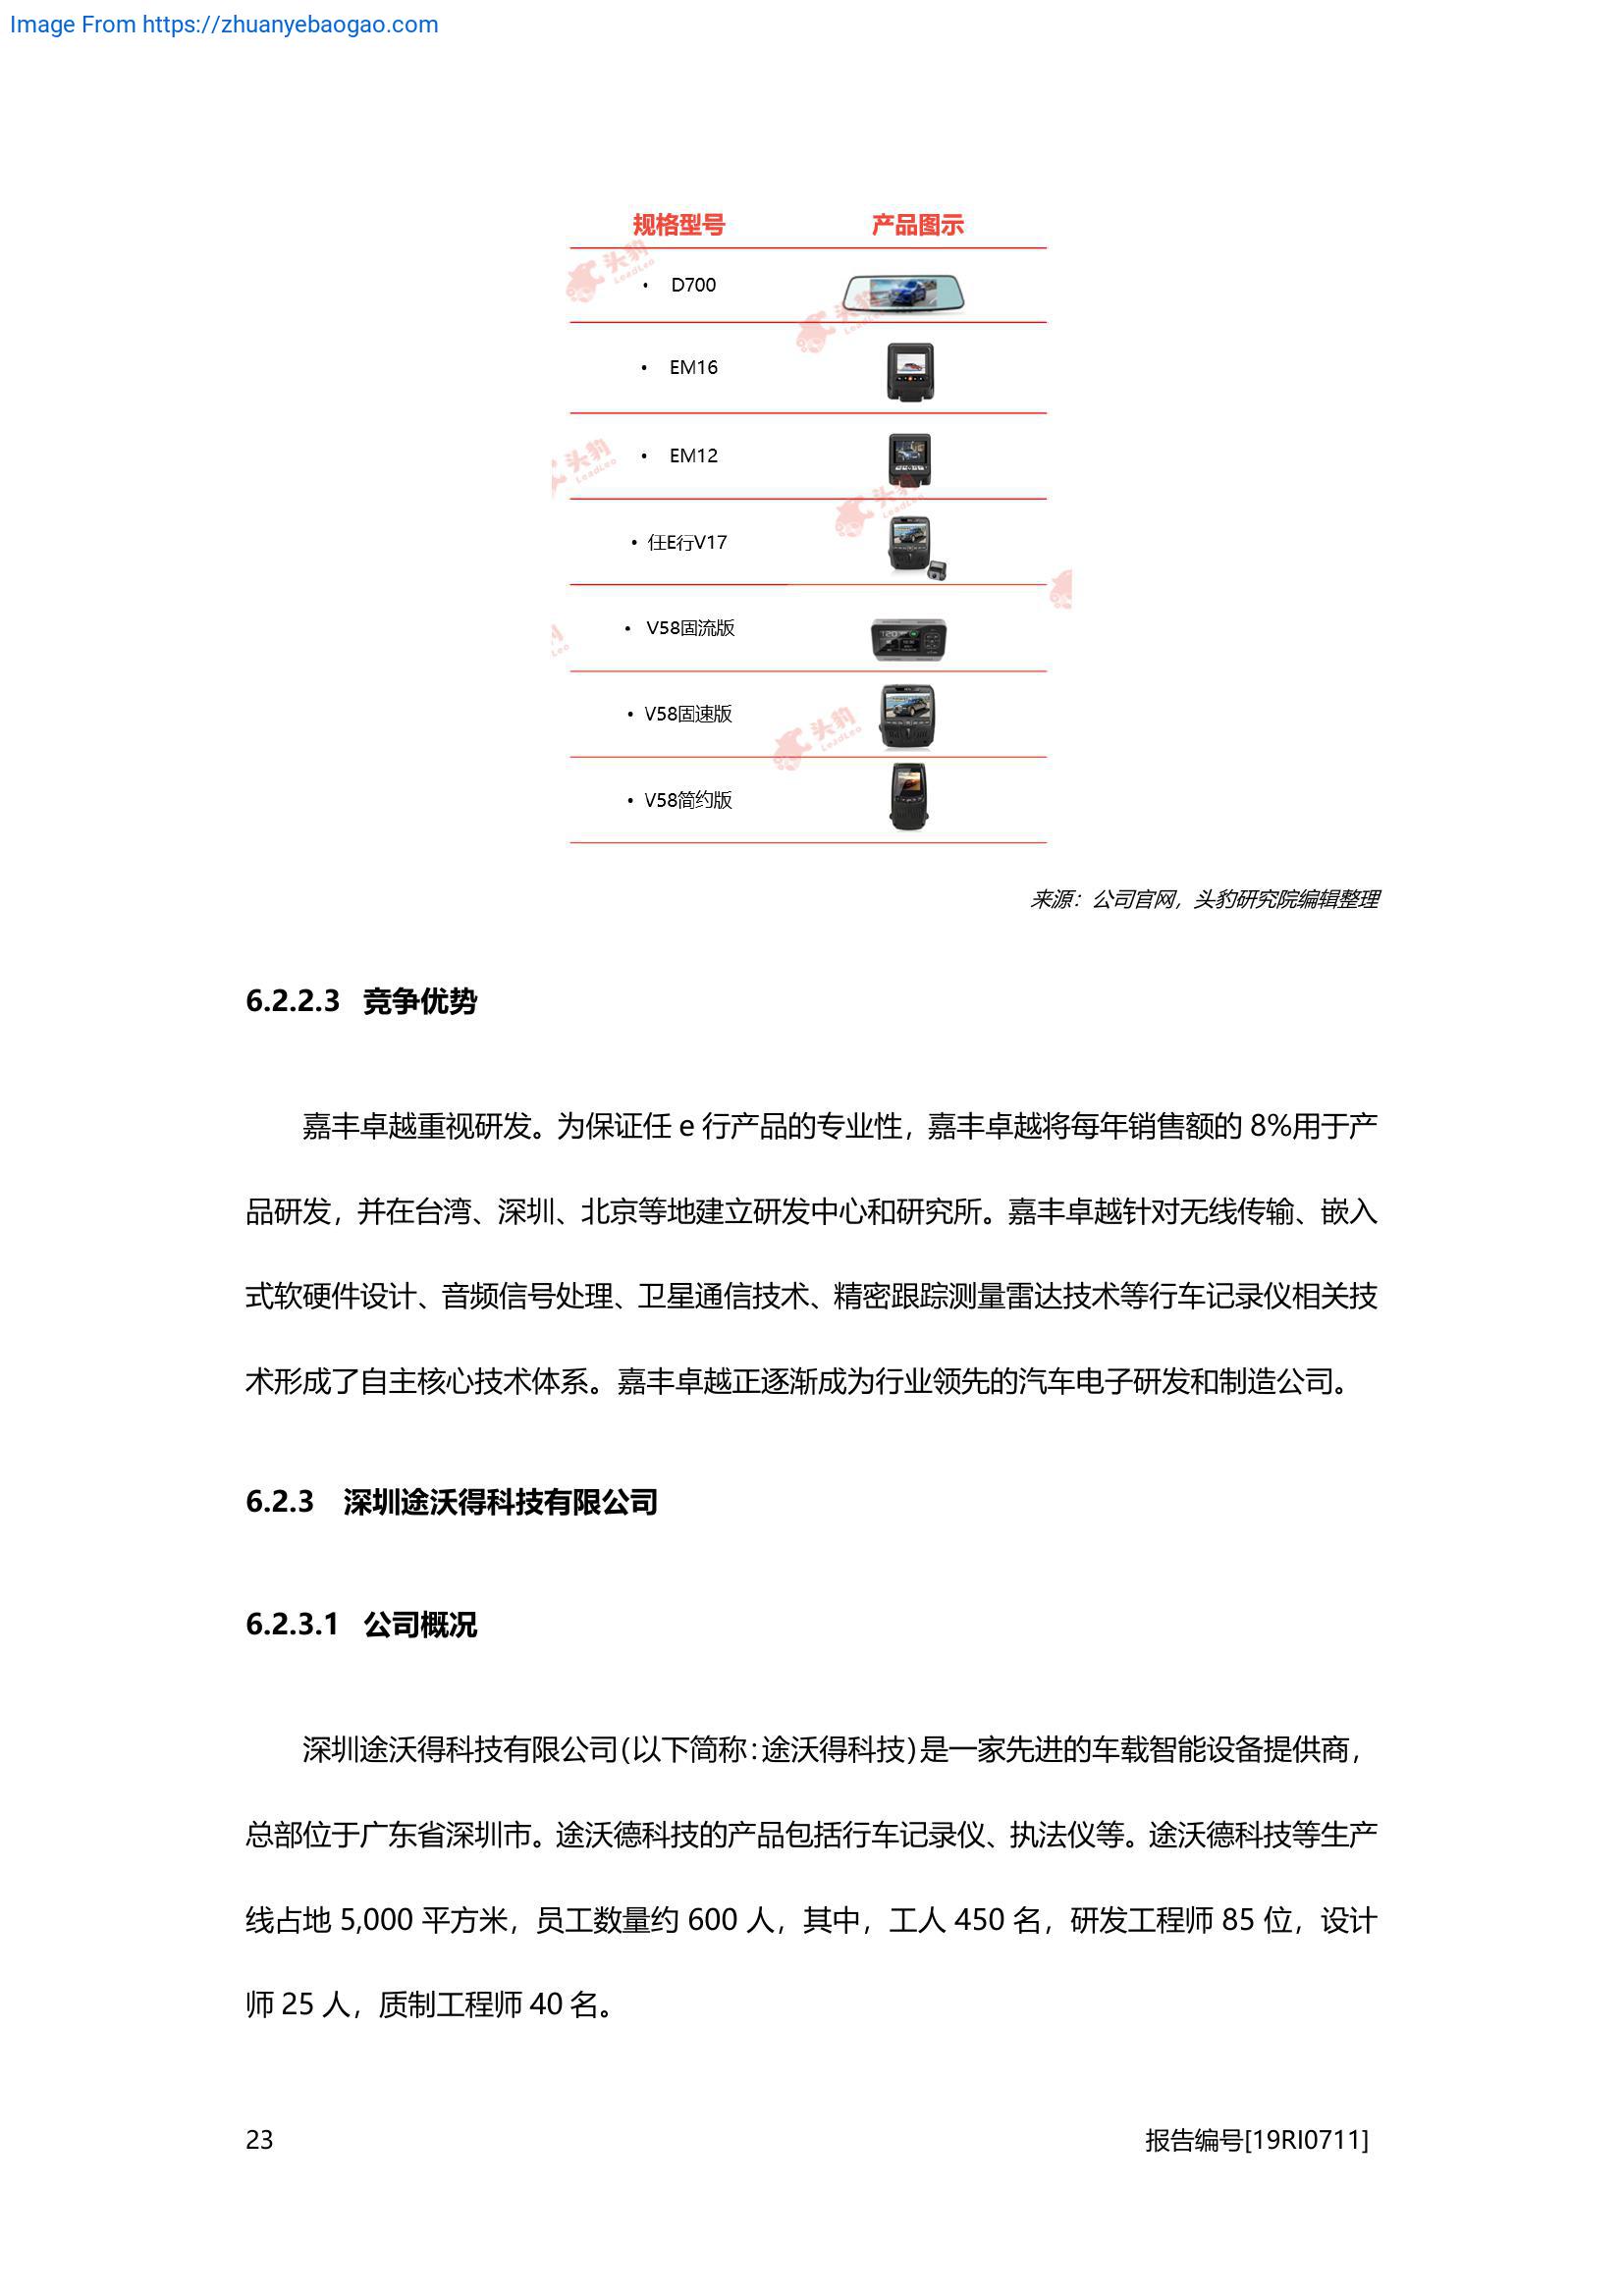 Image From https://zhuanyebaogao.com
规格型号 产品图示
• D700
• EM16
• EM12
• 任E行V17
• V58固流版
• V58固速版
• V58简约版
头豹
LeadLeo
来源：公司官网，头豹研究院编辑整理
6.2.2.3 竞争优势
嘉丰卓越重视研发。为保证任 e 行产品的专业性，嘉丰卓越将每年销售额的 8%用于产
品研发，并在台湾、深圳、北京等地建立研发中心和研究所。嘉丰卓越针对无线传输、嵌入
式软硬件设计、音频信号处理、卫星通信技术、精密跟踪测量雷达技术等行车记录仪相关技
术形成了自主核心技术体系。嘉丰卓越正逐渐成为行业领先的汽车电子研发和制造公司。
6.2.3 深圳途沃得科技有限公司
6.2.3.1 公司概况
深圳途沃得科技有限公司（以下简称：途沃得科技）是一家先进的车载智能设备提供商，
总部位于广东省深圳市。途沃德科技的产品包括行车记录仪、执法仪等。途沃德科技等生产
线占地 5,000 平方米，员工数量约 600 人，其中，工人 450 名，研发工程师 85 位，设计
师 25 人，质制工程师 40 名。
23 报告编号[19RI0711]